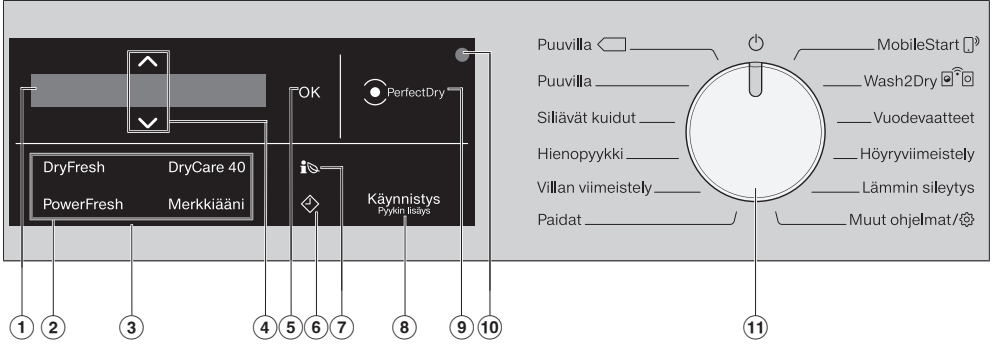 OK
PerfectDry
DryFresh DryCare 40
PowerFresh Merkkiääni
Käynnistys
Pyykin lisäys
Puuvilla
Puuvilla
Siliävät kuidut
Hienopyykki
Villan viimeistely
Paidat
MobileStart
Wash2Dry
Vuodevaatteet
Höyryviimeistely
Lämmin sileytys
Muut ohjelmat/
1 2 3 4 5 6 7 8 9 10 11